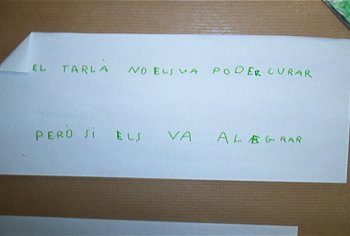 EL TARLÀ NO ELS VA PODER CURAR
PERÒ SI ELS VA ALEGRAR